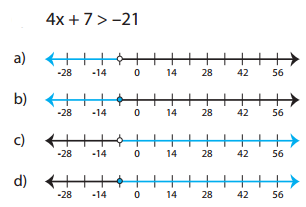 4x + 7 > –21
a)
-28 -14 0 14 28 42 56
b)
-28 -14 0 14 28 42 56
c)
-28 -14 0 14 28 42 56
d)
-28 -14 0 14 28 42 56